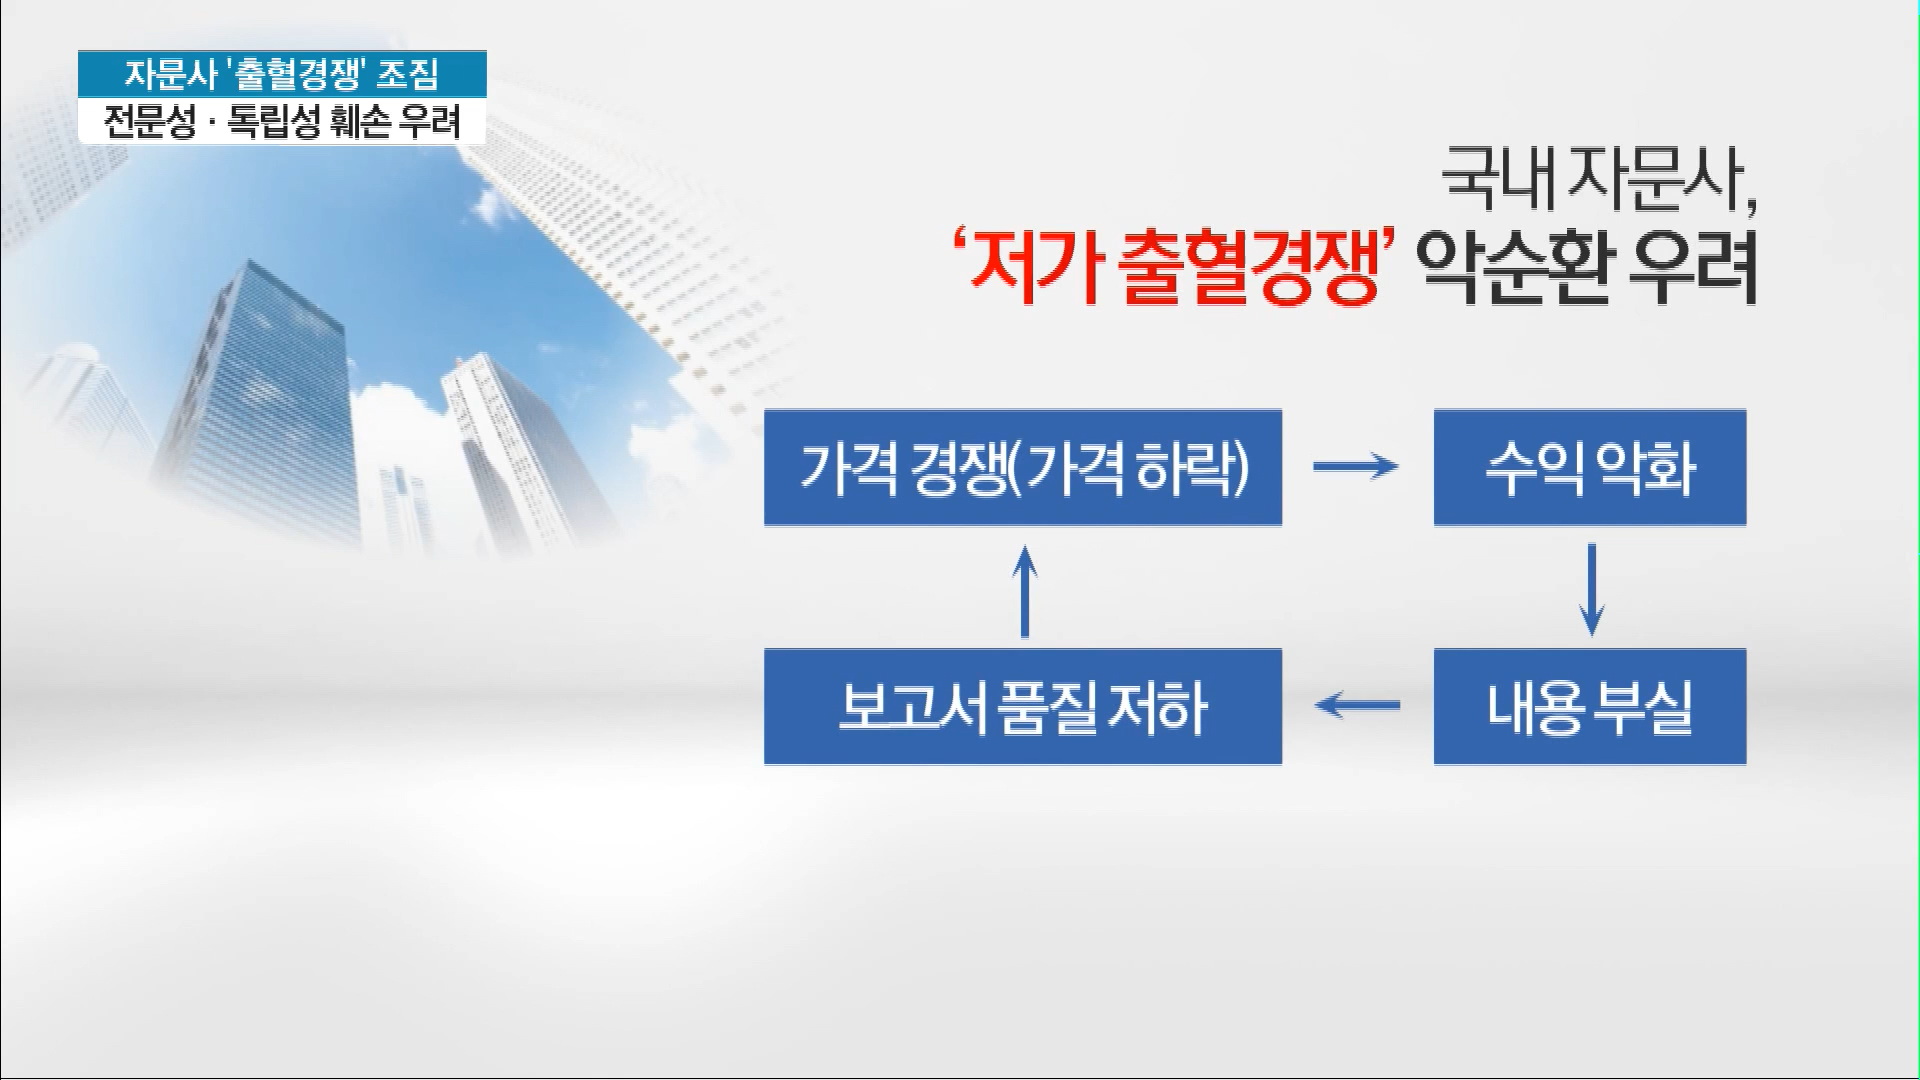 자문사 '출혈경쟁' 조짐
전문성 · 독립성 훼손 우려
국내 자문사,
‘저가 출혈경쟁’ 악순환 우려
가격 경쟁(가격 하락)
수익 악화
보고서 품질 저하
내용 부실